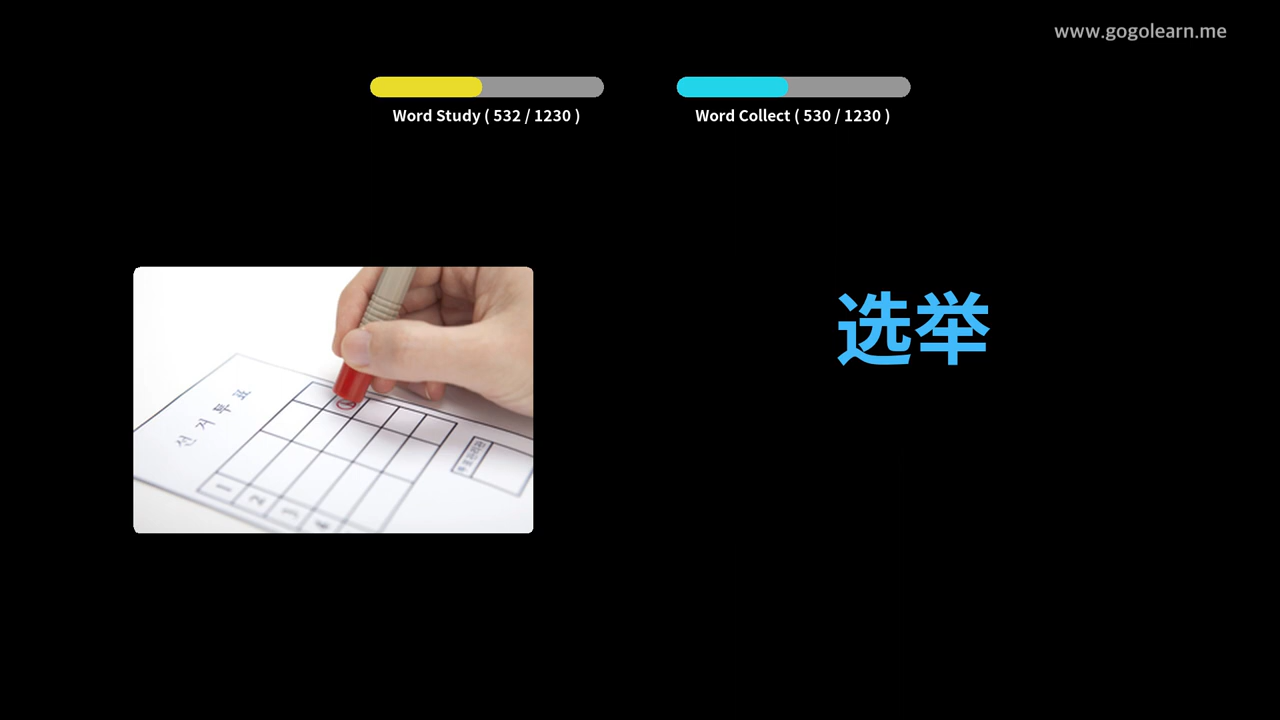 www.gogolearn.me
Word Study ( 532 / 1230 )
Word Collect ( 530 / 1230 )
选举
선 거 투 표
1
2
3
4